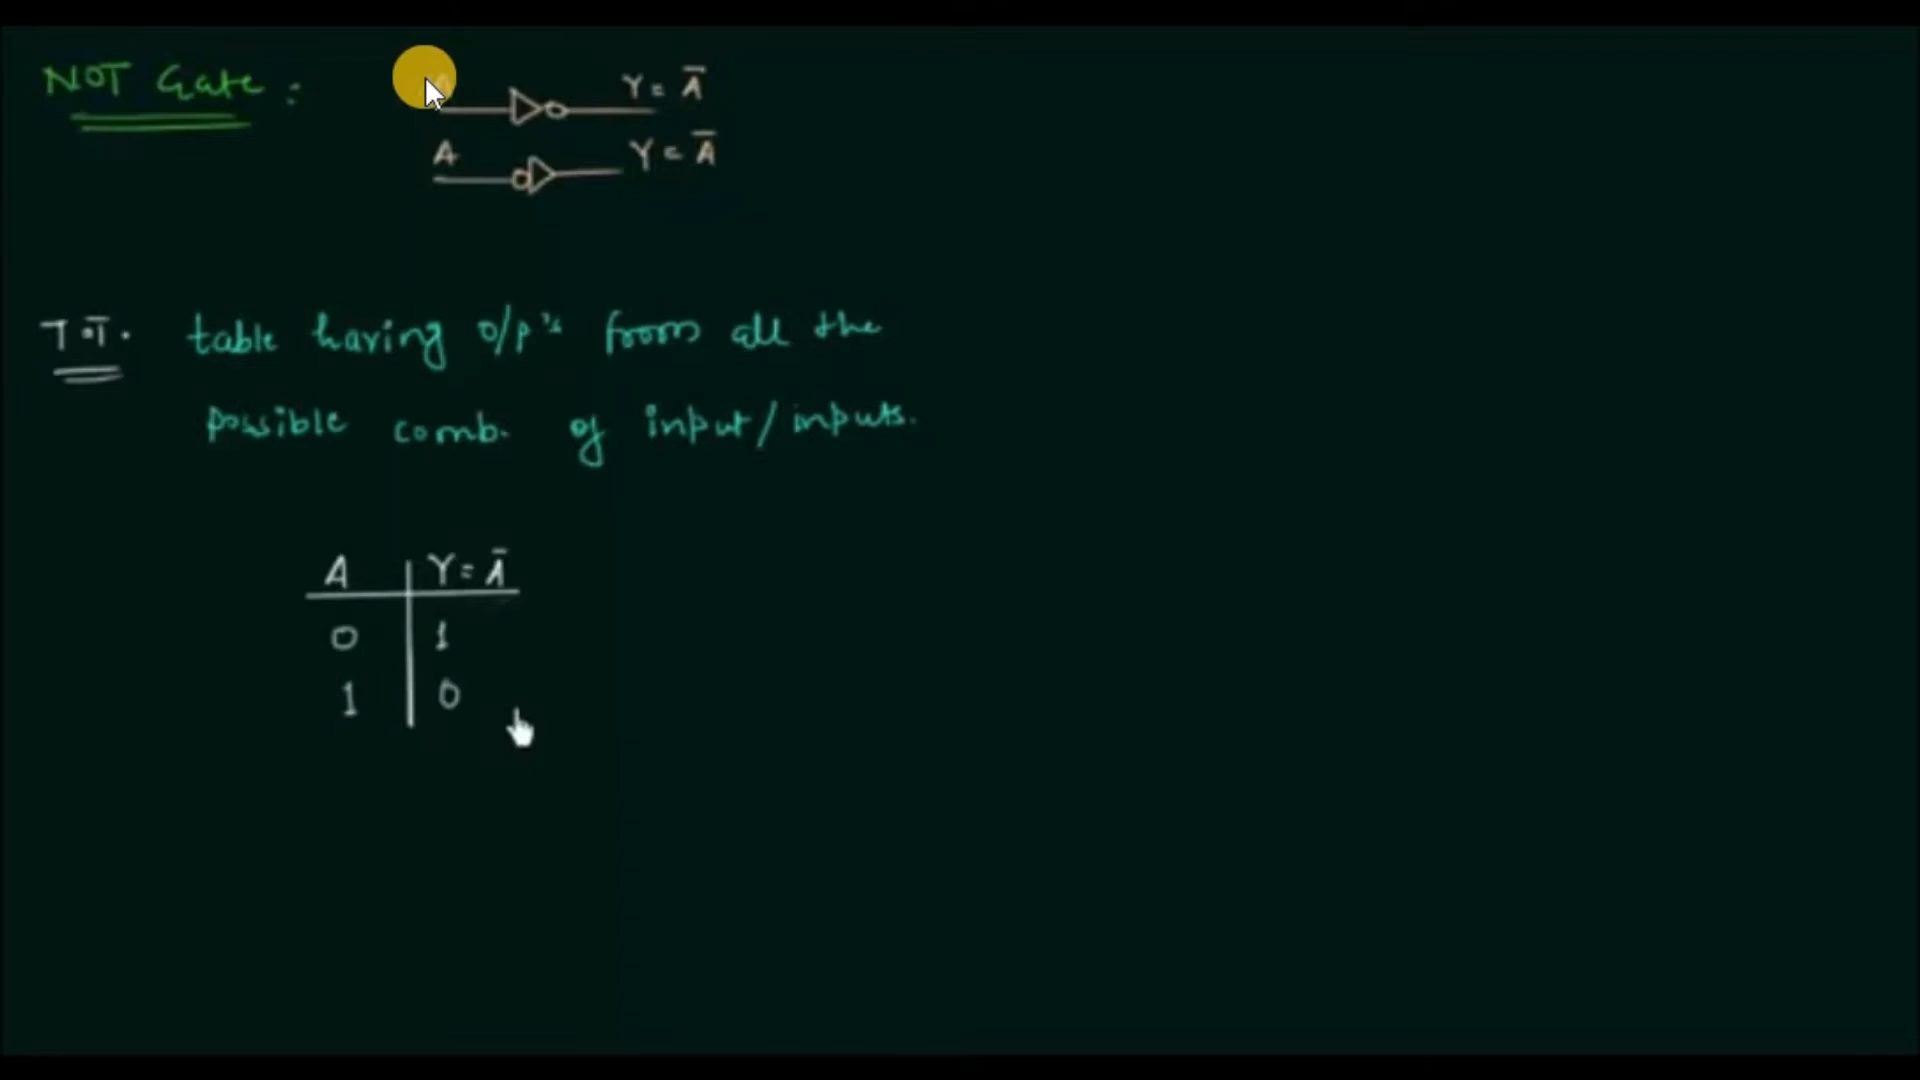 NOT Gate :
Y = A̅
A Y = A̅
T.T. table having o/p's from all the
possible comb. of input/inputs.
A Y = A̅
0 1
1 0